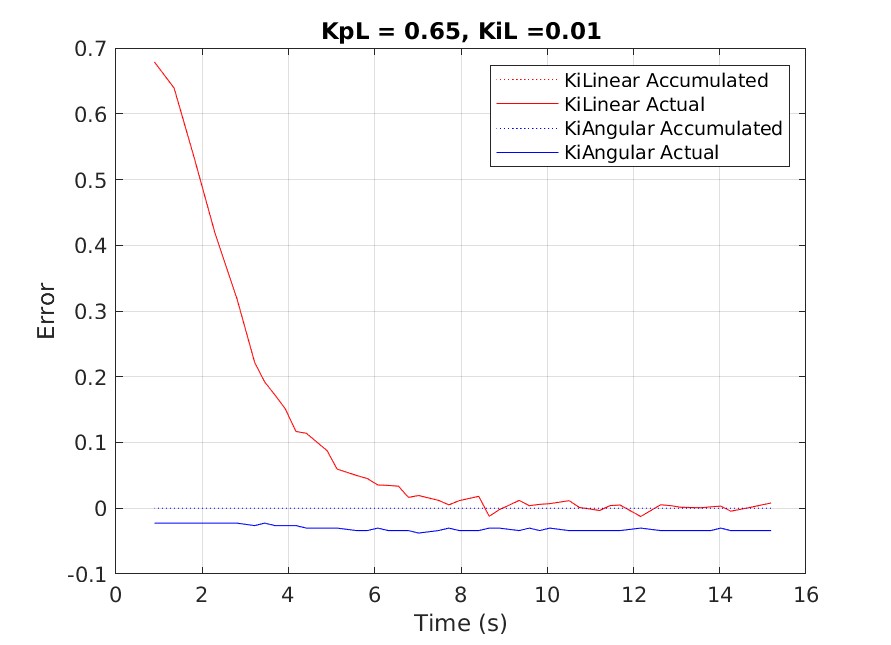 KpL = 0.65, KiL =0.01
0.7
0.6
0.5
0.4
0.3
0.2
0.1
0
-0.1
Error
KiLinear Accumulated
KiLinear Actual
KiAngular Accumulated
KiAngular Actual
0 2 4 6 8 10 12 14 16
Time (s)